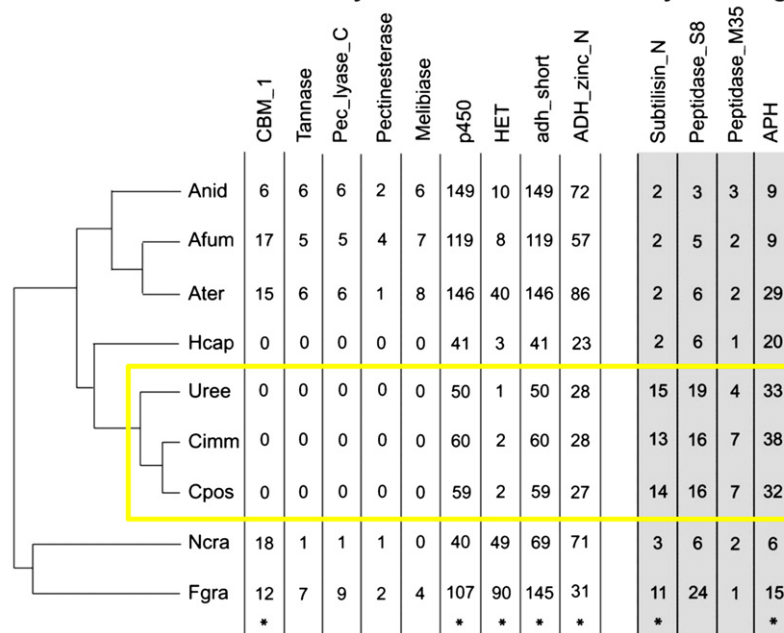 CBM_1 Tannase Pec_lyase_C Pectinesterase Melibiase p450 HET adh_short ADH_zinc_N Subtilisin_N Peptidase_S8 Peptidase_M35 APH
Anid 6 6 6 2 6 149 10 149 72 2 3 3 9
Afum 17 5 5 4 7 119 8 119 57 2 5 2 9
Ater 15 6 6 1 8 146 40 146 86 2 6 2 29
Hcap 0 0 0 0 0 41 3 41 23 2 6 1 20
Uree 0 0 0 0 0 50 1 50 28 15 19 4 33
Cimm 0 0 0 0 0 60 2 60 28 13 16 7 38
Cpos 0 0 0 0 0 59 2 59 27 14 16 7 32
Ncra 18 1 1 1 0 40 49 69 71 3 6 2 6
Fgra 12 7 9 2 4 107 90 145 31 11 24 1 15
* * * * * * *